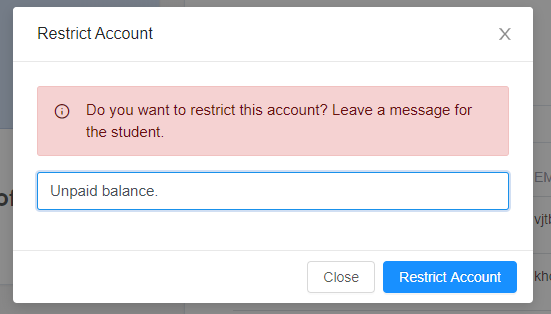 Restrict Account
Do you want to restrict this account? Leave a message for
the student.
Unpaid balance.
Close
Restrict Account